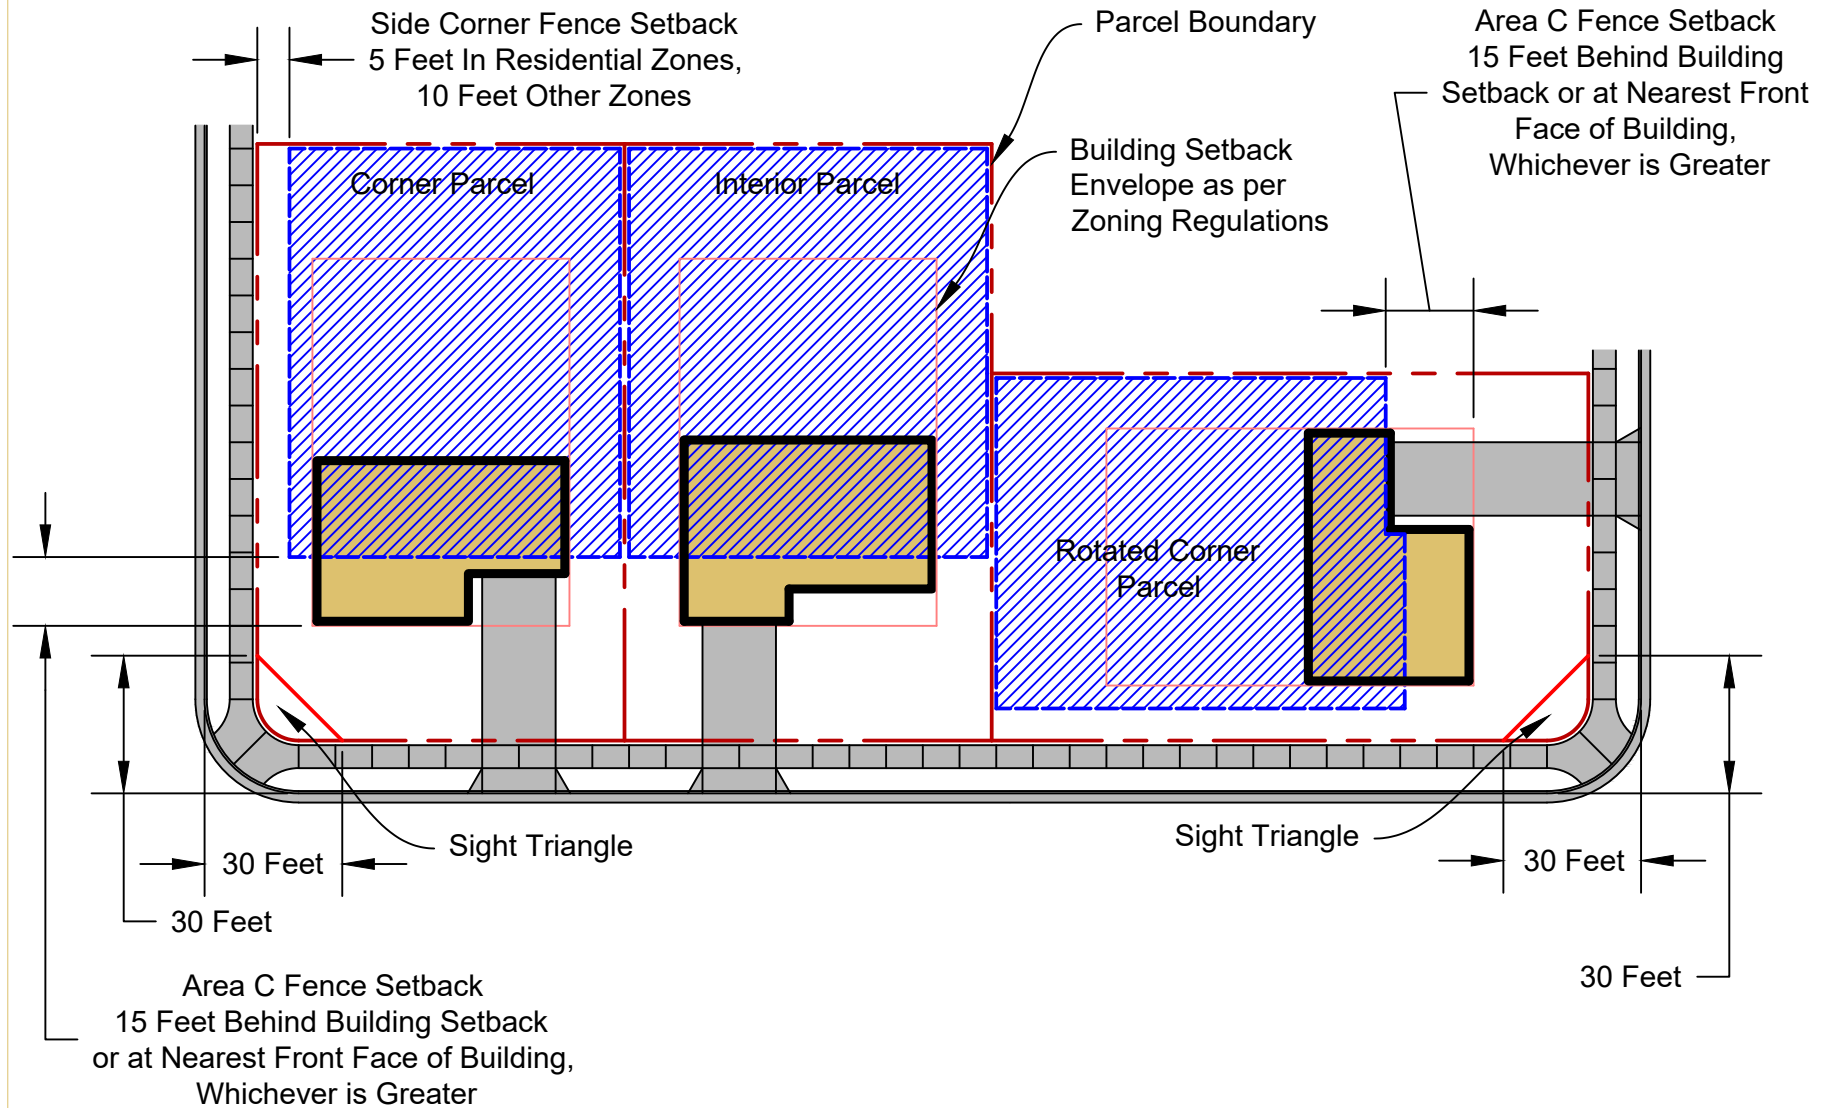 Side Corner Fence Setback
5 Feet In Residential Zones,
10 Feet Other Zones
Parcel Boundary
Area C Fence Setback
15 Feet Behind Building
Setback or at Nearest Front
Face of Building,
Whichever is Greater
Building Setback
Envelope as per
Zoning Regulations
Corner Parcel
Interior Parcel
Rotated Corner
Parcel
Sight Triangle
Sight Triangle
30 Feet
30 Feet
30 Feet
30 Feet
Area C Fence Setback
15 Feet Behind Building Setback
or at Nearest Front Face of Building,
Whichever is Greater